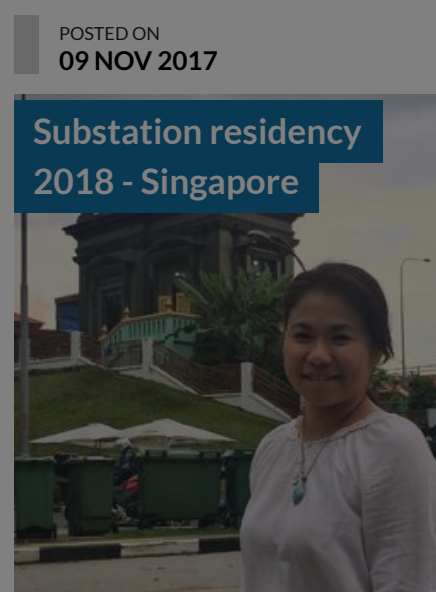 POSTED ON
09 NOV 2017
Substation residency
2018 - Singapore